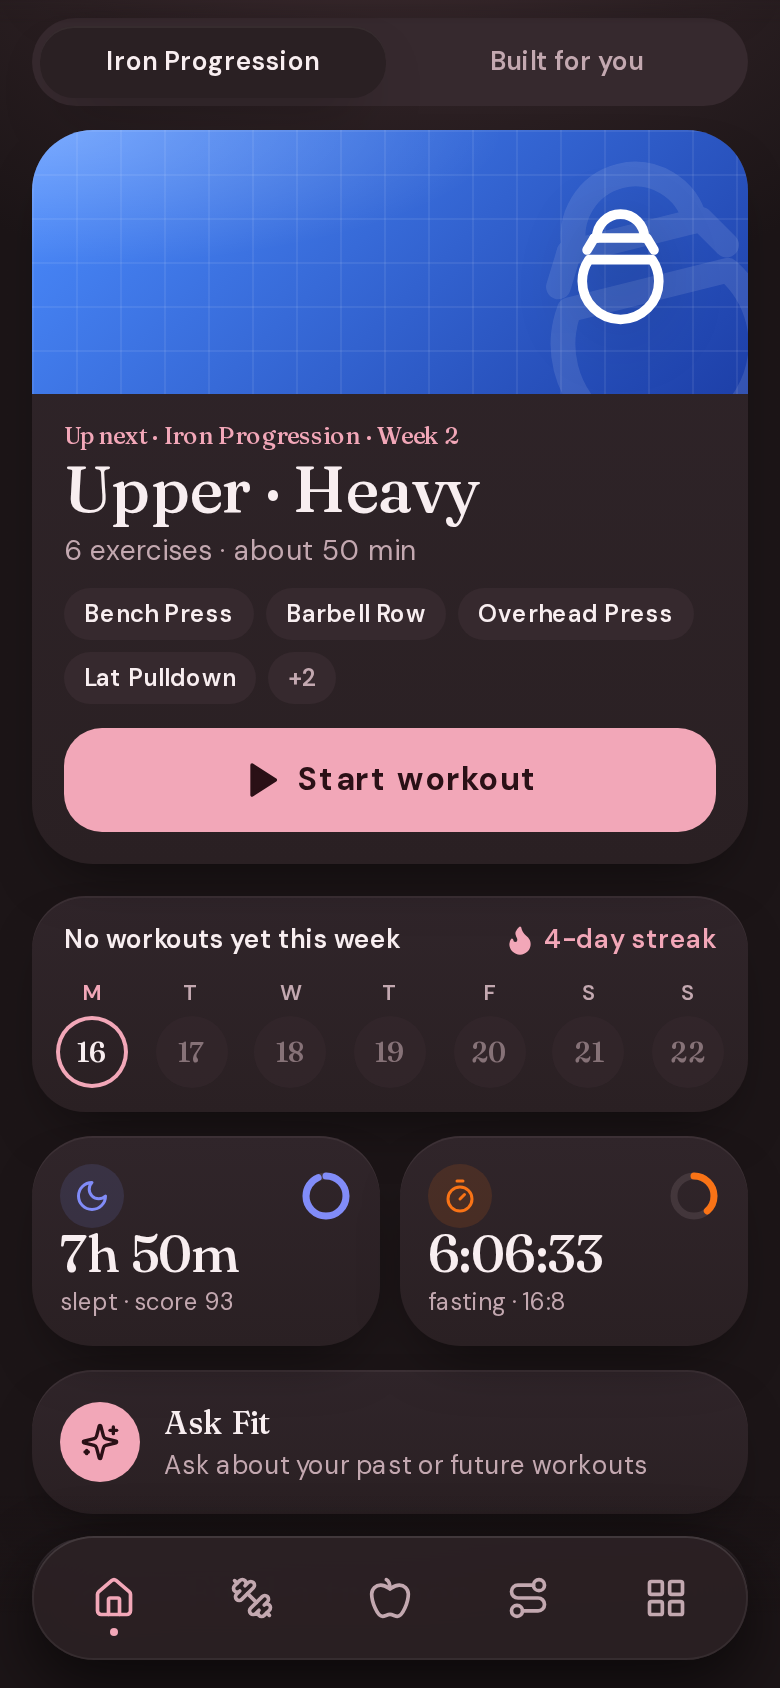 Iron Progression
Built for you
Up next · Iron Progression · Week 2
Upper · Heavy
6 exercises · about 50 min
Bench Press
Barbell Row
Overhead Press
Lat Pulldown
+2
Start workout
No workouts yet this week
4-day streak
M T W T F S S
16 17 18 19 20 21 22
7h 50m
slept · score 93
6:06:33
fasting · 16:8
Ask Fit
Ask about your past or future workouts